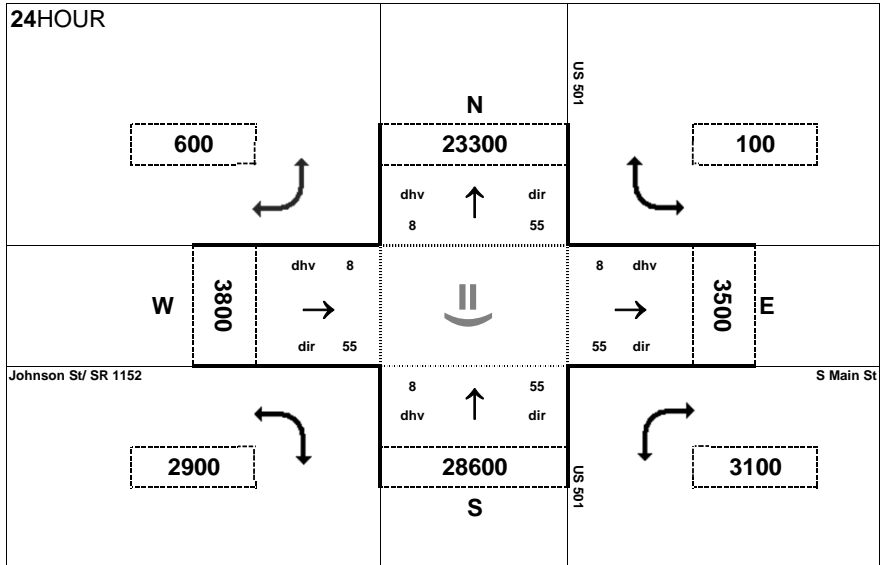 24HOUR
US 501
N
600
23300
100
dhv
dir
8
55
dhv 8
8 dhv
W
3800
3500
E
dir 55
55 dir
Johnson St/ SR 1152
S Main St
8
55
dhv
dir
2900
28600
3100
US 501
S